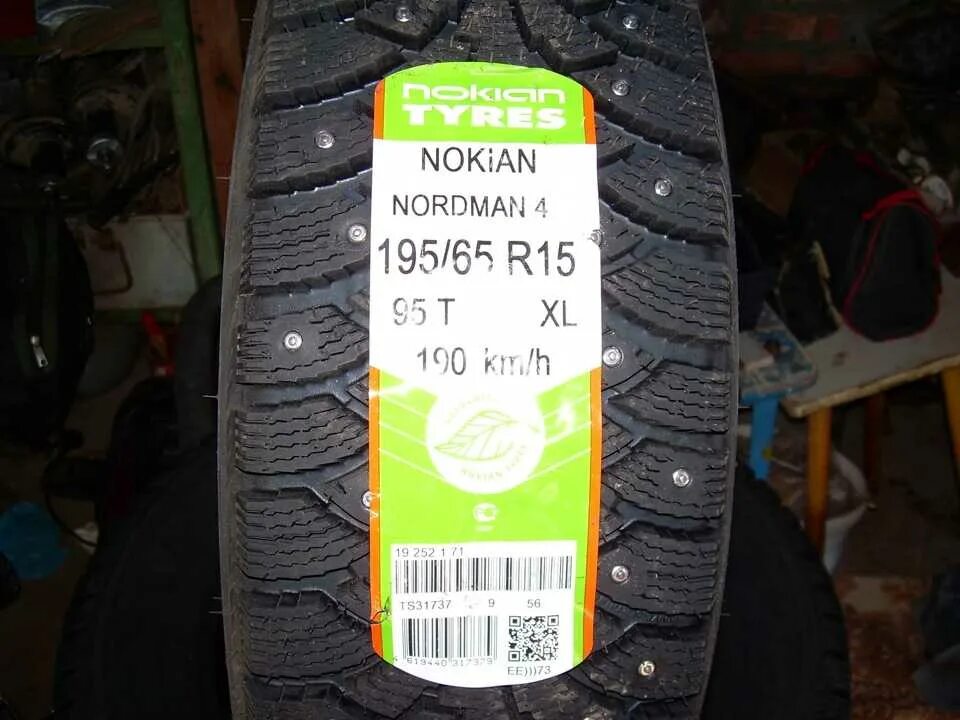 nokian
TYRES
NOKiAN
NORDMAN 4
195/65 R15
95 T XL
190 km/h
19 252 1 71
TS31737 9 56
EE)))73